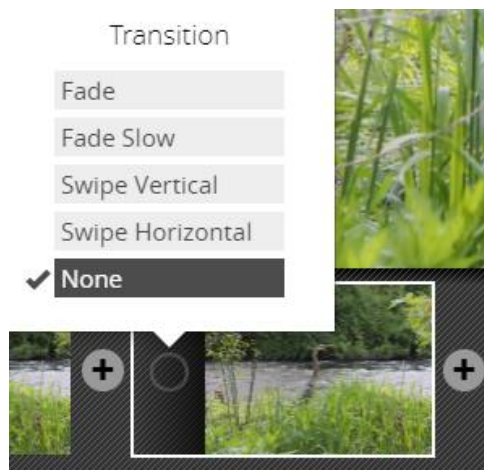 Transition
Fade
Fade Slow
Swipe Vertical
Swipe Horizontal
None